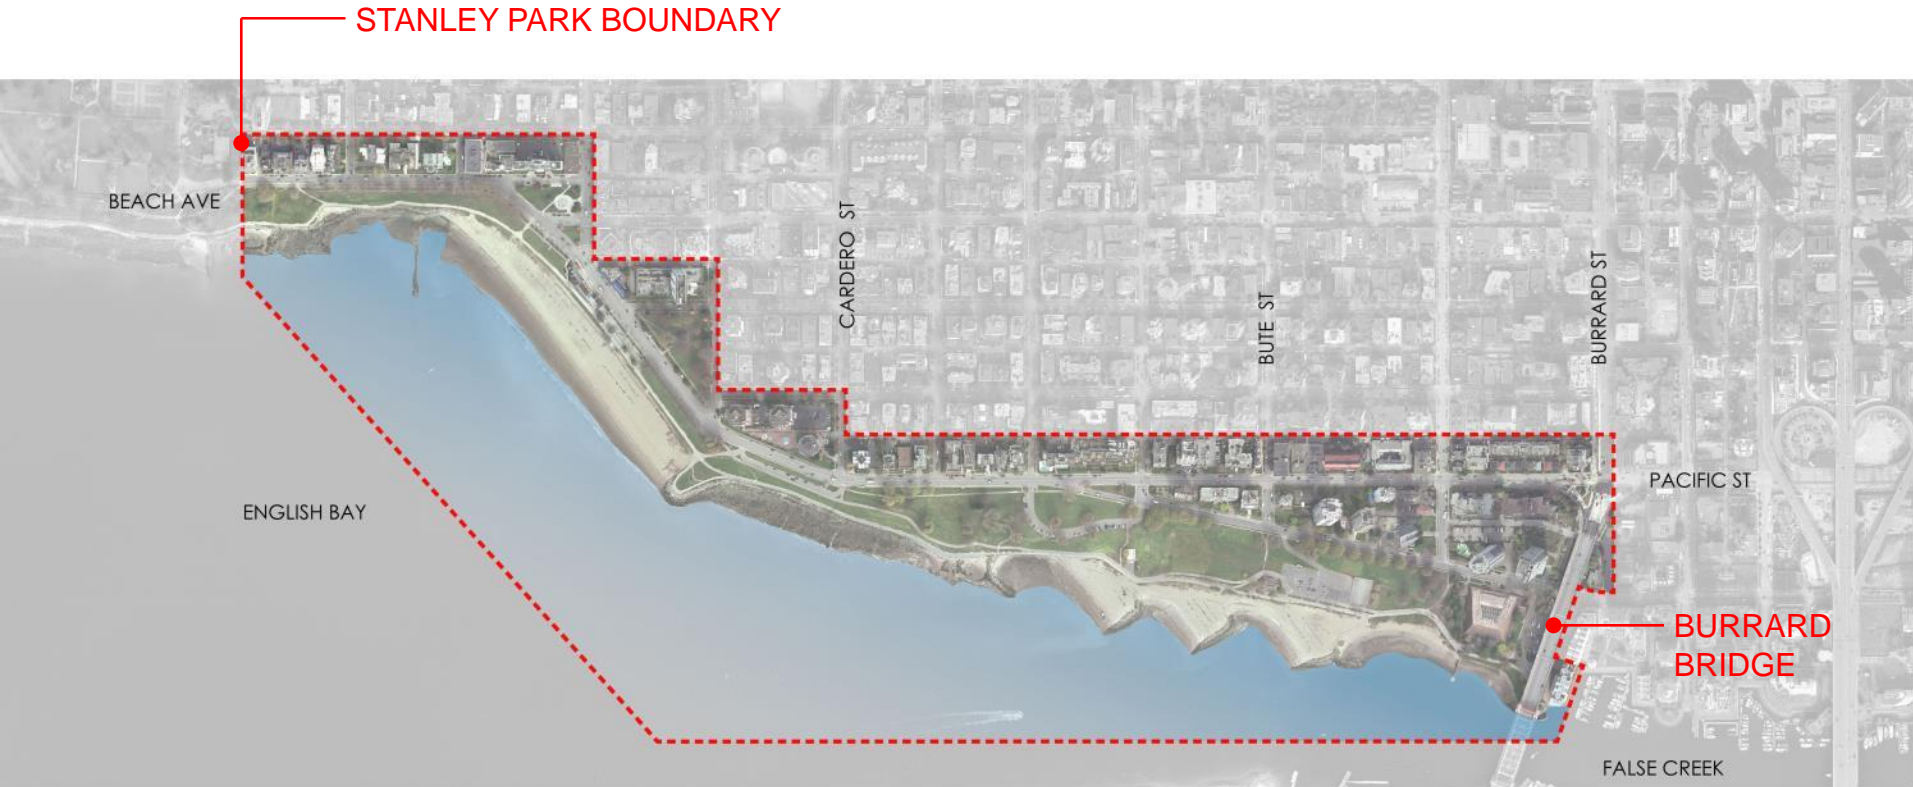 STANLEY PARK BOUNDARY
BEACH AVE
CARDERO ST
BUTE ST
BURRARD ST
PACIFIC ST
ENGLISH BAY
BURRARD
BRIDGE
FALSE CREEK